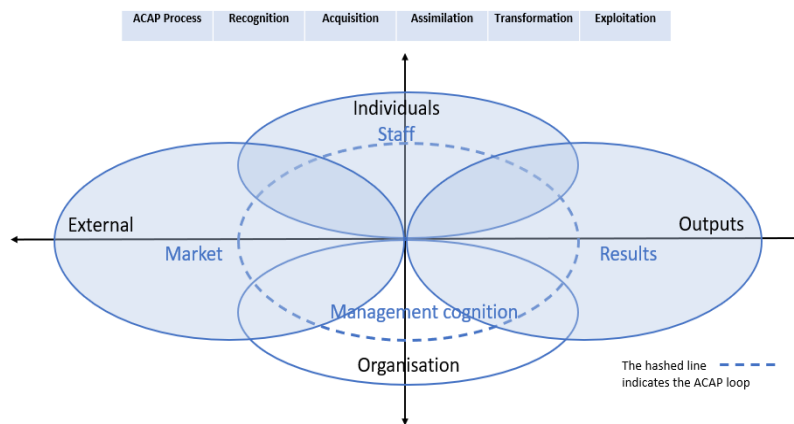 ACAP Process Recognition Acquisition Assimilation Transformation Exploitation
Individuals
Staff
External
Outputs
Market
Results
Management cognition
Organisation
The hashed line
indicates the ACAP loop